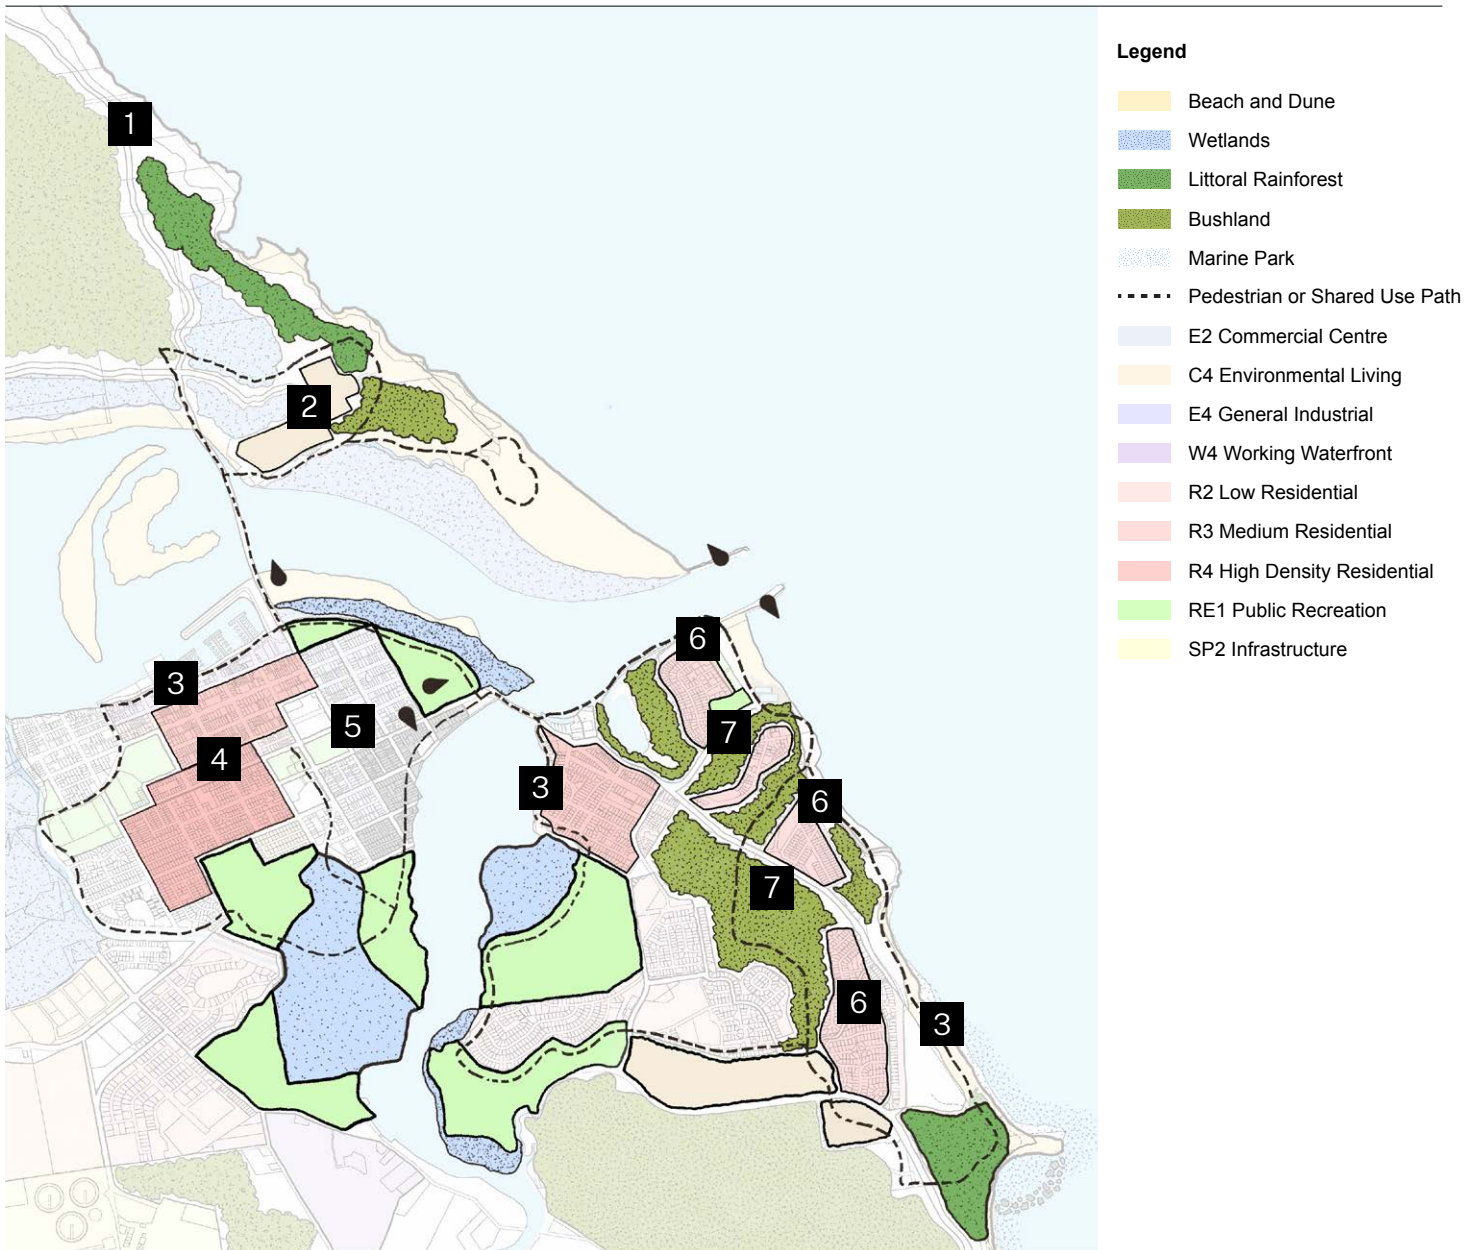 Legend
Beach and Dune
Wetlands
Littoral Rainforest
Bushland
Marine Park
Pedestrian or Shared Use Path
E2 Commercial Centre
C4 Environmental Living
E4 General Industrial
W4 Working Waterfront
R2 Low Residential
R3 Medium Residential
R4 High Density Residential
RE1 Public Recreation
SP2 Infrastructure
1
2
6
3
5
7
4
3
6
7
6
3